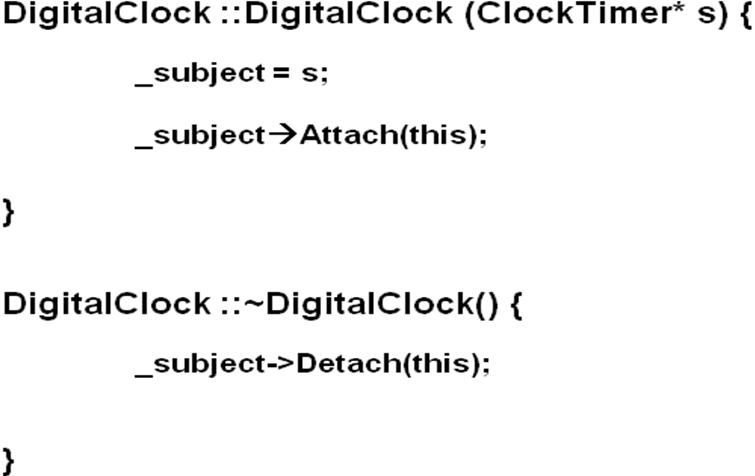 DigitalClock ::DigitalClock (ClockTimer* s) {
_subject = s;
_subject→Attach(this);
}
DigitalClock ::~DigitalClock() {
_subject->Detach(this);
}